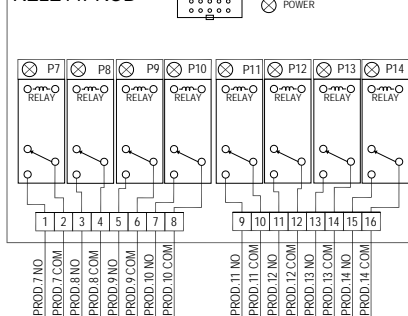 POWER
P7 P8 P9 P10 P11 P12 P13 P14
RELAY RELAY RELAY RELAY RELAY RELAY RELAY RELAY
1 2 3 4 5 6 7 8 9 10 11 12 13 14 15 16
PROD.7 NO
PROD.7 COM
PROD.8 NO
PROD.8 COM
PROD.9 NO
PROD.9 COM
PROD.10 NO
PROD.10 COM
PROD.11 NO
PROD.11 COM
PROD.12 NO
PROD.12 COM
PROD.13 NO
PROD.13 COM
PROD.14 NO
PROD.14 COM